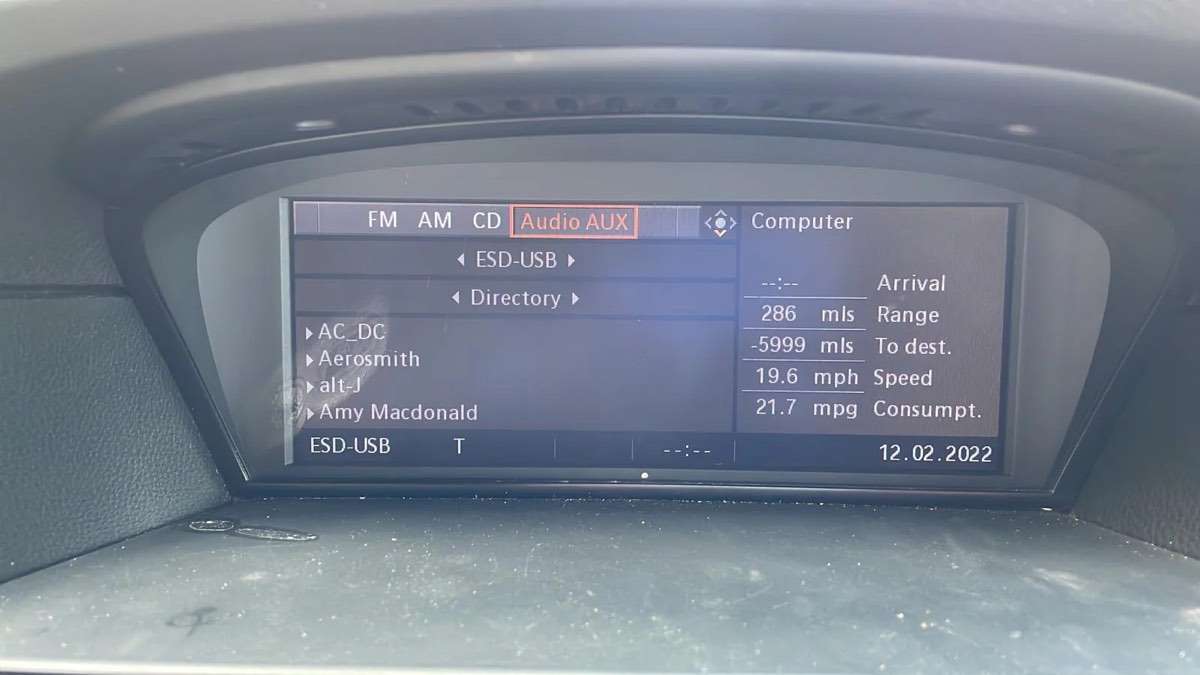 FM AM CD Audio AUX
ESD-USB
Directory
AC_DC
Aerosmith
alt-J
Amy Macdonald
ESD-USB T --:--
Computer
--:-- Arrival
286 mls Range
-5999 mls To dest.
19.6 mph Speed
21.7 mpg Consumpt.
12.02.2022